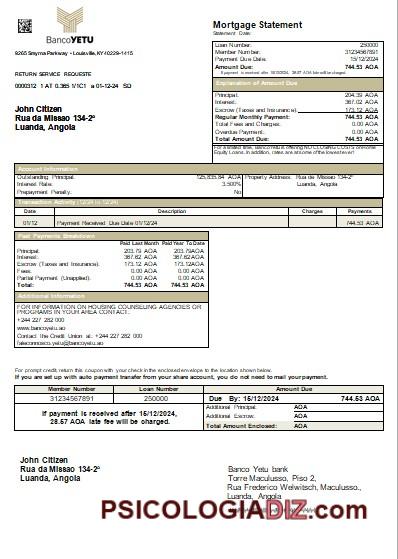 BancoYETU
9265 Smyrna Parkway • Louisville, KY 40229-1415
RETURN SERVICE REQUESTE
0000312 1 AT 0.365 1/1C1 a 01-12-24 SD
John Citizen
Rua da Missao 134-2º
Luanda, Angola
Mortgage Statement
Statement Date:
Loan Number: 250000
Member Number: 31234567891
Payment Due Date: 15/12/2024
Amount Due: 744.53 AOA
If payment is received after 15/12/2024, 28.57 AOA late fee will be charged.
Explanation of Amount Due
Principal: 204.39 AOA
Interest: 367.02 AOA
Escrow (Taxes and Insurance): 173.12 AOA
Regular Monthly Payment: 744.53 AOA
Total Fees and Charges: 0.00 AOA
Overdue Payment: 0.00 AOA
Total Amount Due: 744.53 AOA
For a limited time, BancoYetu is offering NO CLOSING COSTS on Home
Equity Loans. In addition, rates are at some of the lowest ever!
Account Information
Outstanding Principal: 125,835.84 AOA
Interest Rate: 3.500%
Prepayment Penalty: No
Property Address: Rua da Missao 134-2º
Luanda, Angola
Transaction Activity (12/24 to 12/24)
Date Description Charges Payments
01/12 Payment Received Due Date 01/12/24 744.53 AOA
Past Payments Breakdown
Paid Last Month Paid Year To Date
Principal: 203.79 AOA 203.79AOA
Interest: 367.62 AOA 367.62 AOA
Escrow (Taxes and Insurance): 173.12 AOA 173.12AOA
Fees: 0.00 AOA 0.00 AOA
Partial Payment (Unapplied): 0.00 AOA 0.00 AOA
Total: 744.53 AOA 744.53 AOA
Additional Information
FOR INFORMATION ON HOUSING COUNSELING AGENCIES OR
PROGRAMS IN YOUR AREA CONTACT:
+244 227 282 000
www.bancoyetu.ao
Contact the Credit Union at: +244 227 282 000
faleconnosco.yetu@bancoyetu
For prompt credit, please return this coupon with your check in the enclosed envelope to the location shown below.
If you are set up with auto payment transfer from your share account, you do not need to mail your payment.
Member Number Loan Number Amount Due
31234567891 250000 Due By: 15/12/2024 744.53 AOA
If payment is received after 15/12/2024,
28.57 AOA late fee will be charged.
Additional Principal: AOA
Additional Escrow: AOA
Total Amount Enclosed: AOA
John Citizen
Rua da Missao 134-2º
Luanda, Angola
Banco Yetu bank
Torre Maculusso, Piso 2,
Rua Frederico Welwitsch, Maculusso.,
Luanda, Angola
PSICOLOGIADIZ.com